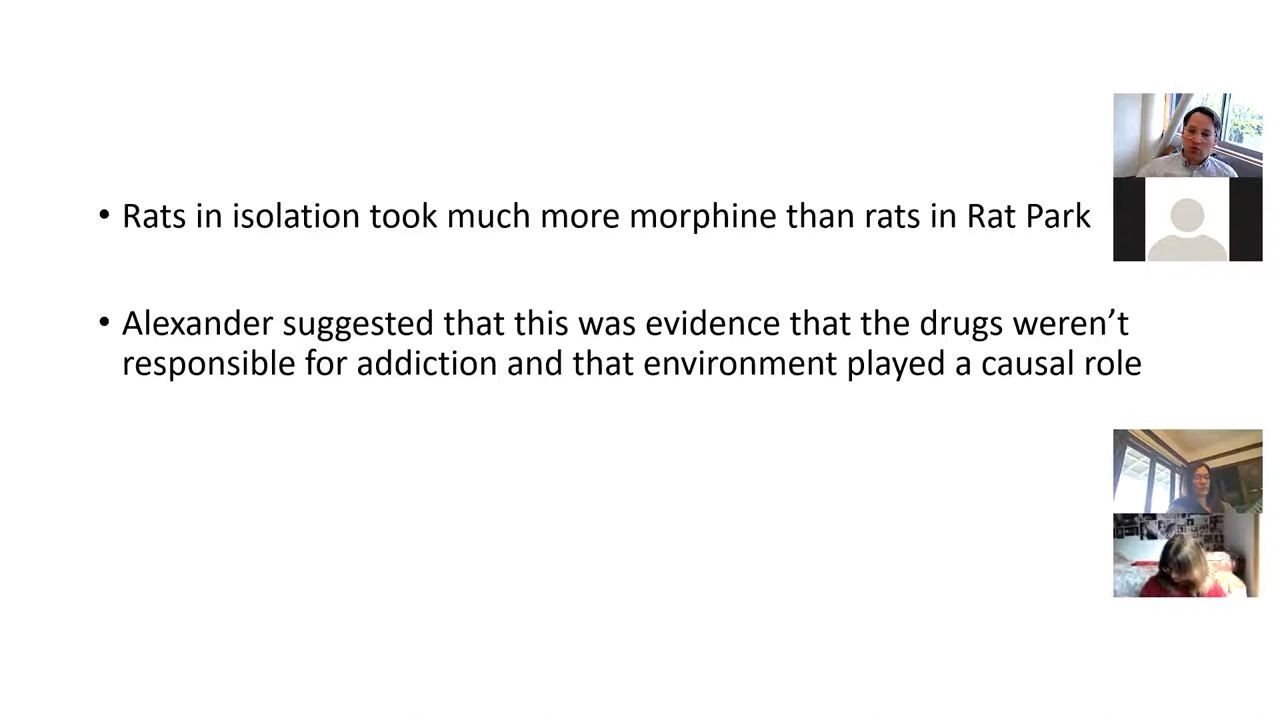 • Rats in isolation took much more morphine than rats in Rat Park
• Alexander suggested that this was evidence that the drugs weren’t
responsible for addiction and that environment played a causal role